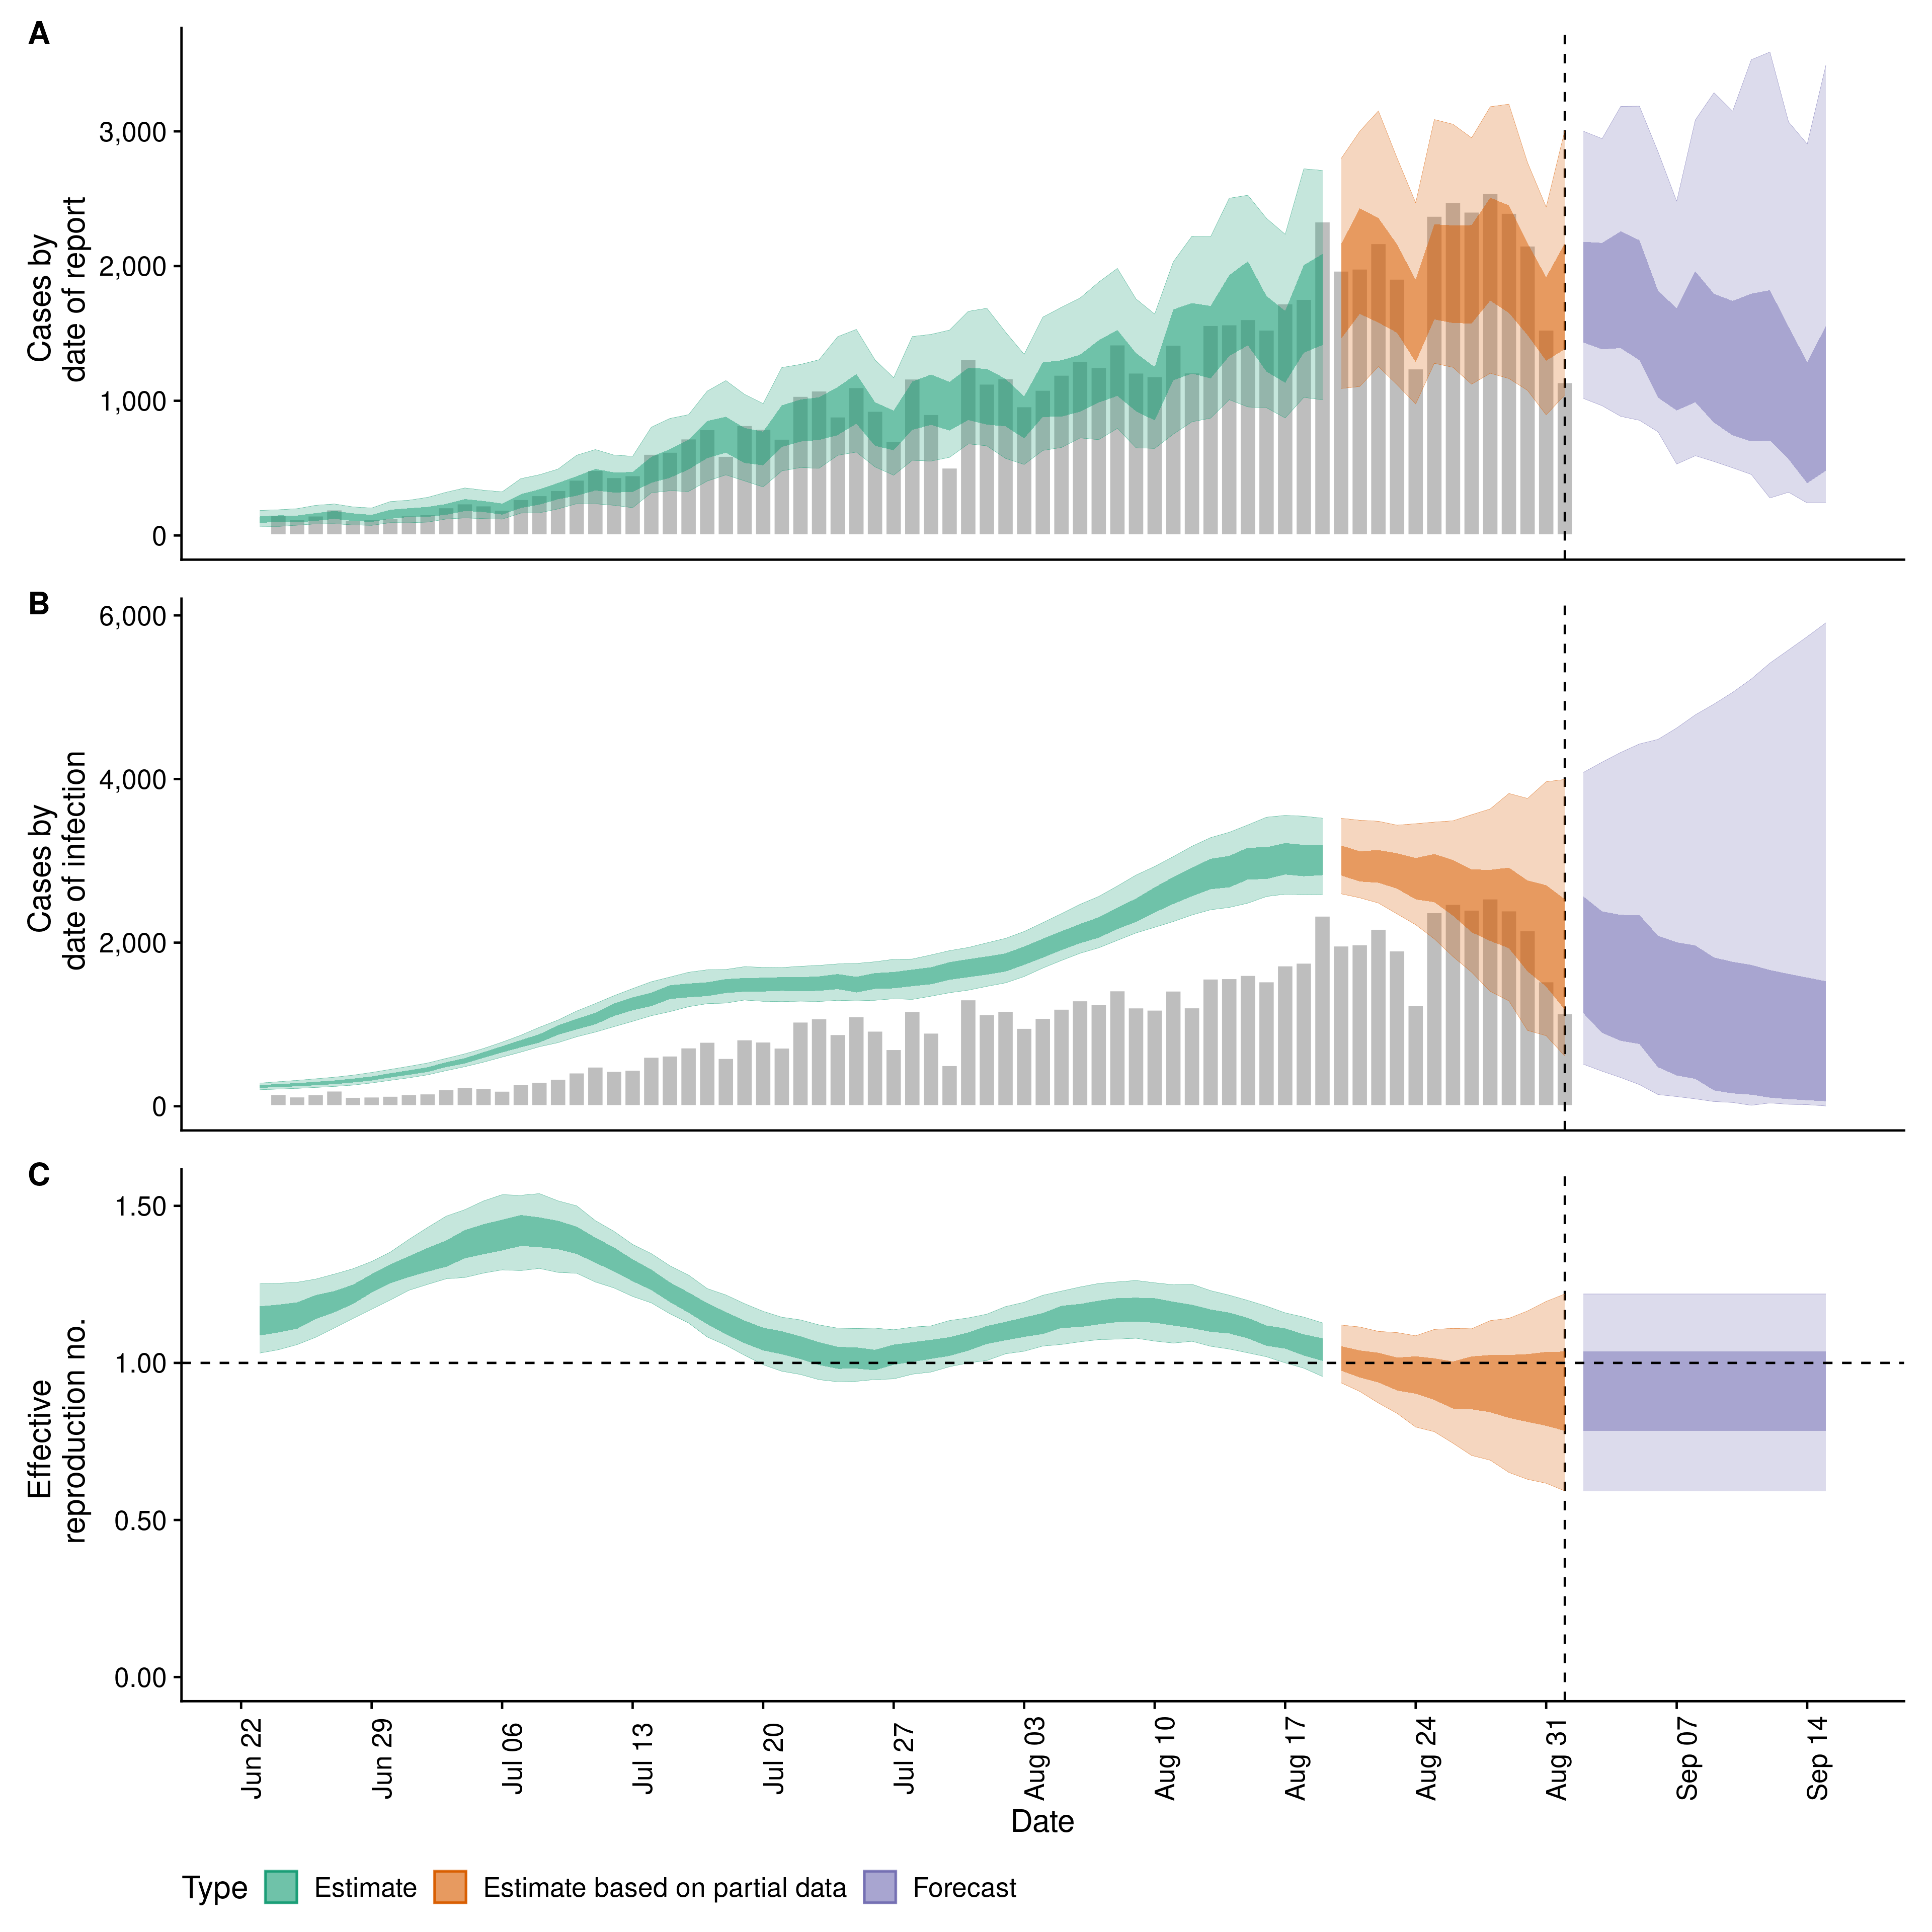 A
Cases by
date of report
3,000
2,000
1,000
0
B
Cases by
date of infection
6,000
4,000
2,000
0
C
Effective
reproduction no.
1.50
1.00
0.50
0.00
Jun 22
Jun 29
Jul 06
Jul 13
Jul 20
Jul 27
Aug 03
Aug 10
Aug 17
Aug 24
Aug 31
Sep 07
Sep 14
Date
Type Estimate Estimate based on partial data Forecast